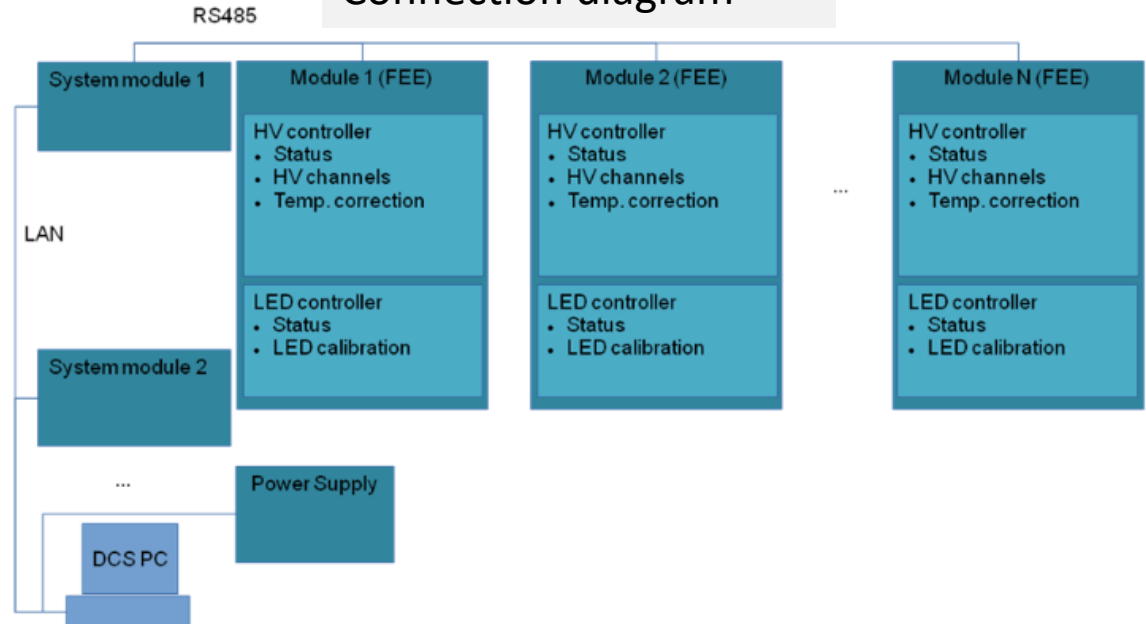 Connection diagram
RS485
System module 1
Module 1 (FEE)
HV controller
• Status
• HV channels
• Temp. correction
LED controller
• Status
• LED calibration
Module 2 (FEE)
HV controller
• Status
• HV channels
• Temp. correction
LED controller
• Status
• LED calibration
...
Module N (FEE)
HV controller
• Status
• HV channels
• Temp. correction
LED controller
• Status
• LED calibration
LAN
System module 2
...
Power Supply
DCS PC